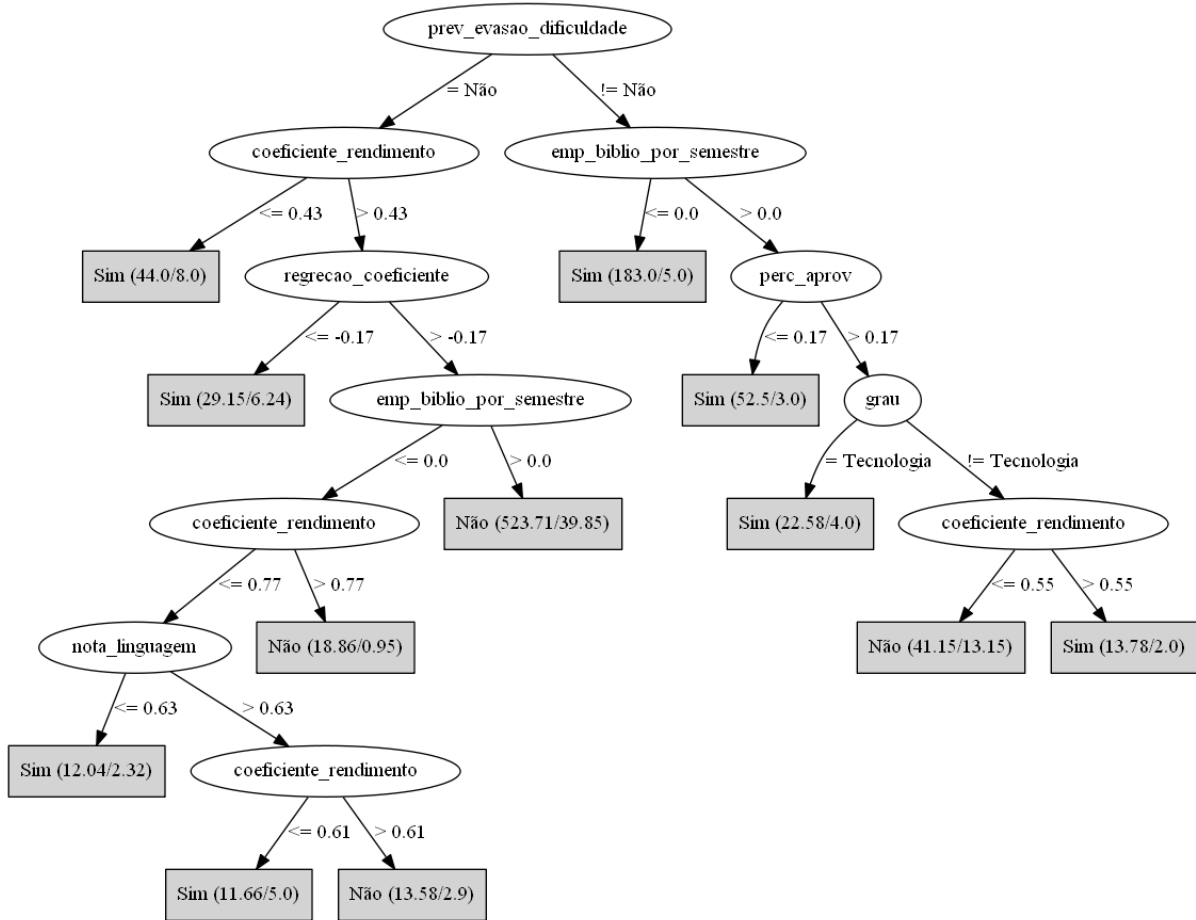 prev_evasao_dificuldade
= Não
!= Não
coeficiente_rendimento
emp_biblio_por_semestre
<= 0.43
> 0.43
<= 0.0
> 0.0
Sim (44.0/8.0)
regrecao_coeficiente
Sim (183.0/5.0)
perc_aprov
<= -0.17
> -0.17
<= 0.17
> 0.17
Sim (29.15/6.24)
emp_biblio_por_semestre
Sim (52.5/3.0)
grau
<= 0.0
> 0.0
= Tecnologia
!= Tecnologia
coeficiente_rendimento
Não (523.71/39.85)
Sim (22.58/4.0)
coeficiente_rendimento
<= 0.77
> 0.77
<= 0.55
> 0.55
nota_linguagem
Não (18.86/0.95)
Não (41.15/13.15)
Sim (13.78/2.0)
<= 0.63
> 0.63
Sim (12.04/2.32)
coeficiente_rendimento
<= 0.61
> 0.61
Sim (11.66/5.0)
Não (13.58/2.9)